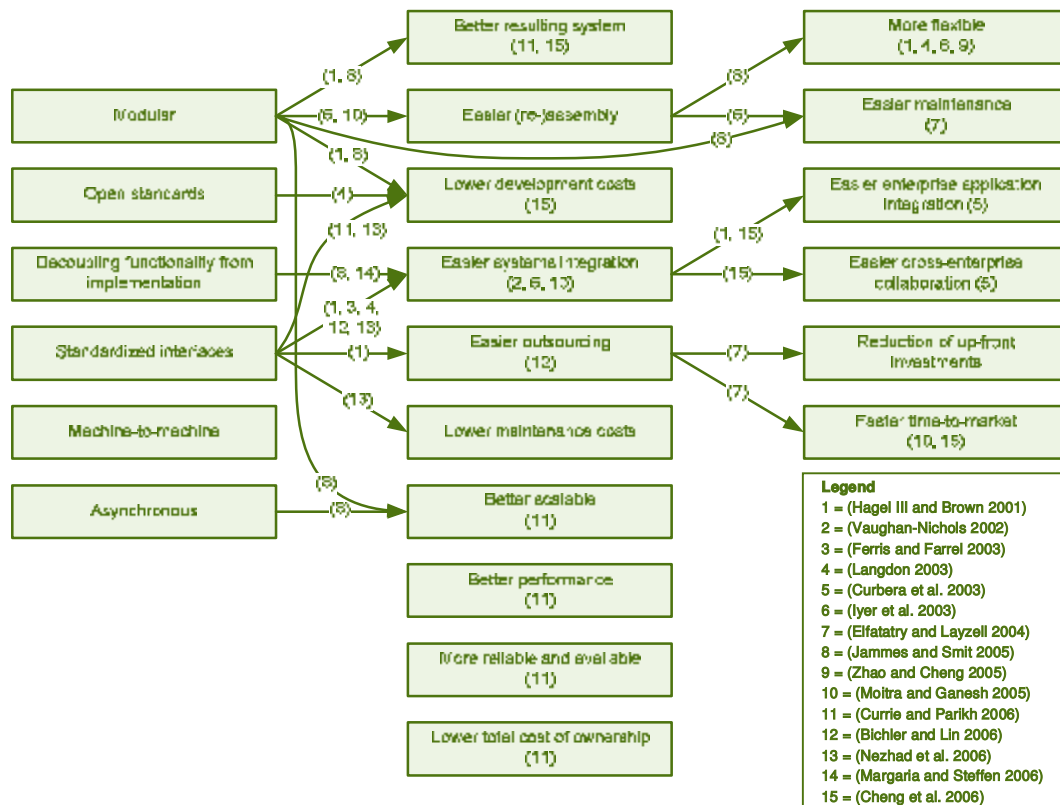 Better resulting system
(11, 15)
More flexible
(1, 4, 6, 9)
(1, 8)
(8)
Modular
(6, 10)
Easier (re-)assembly
(6)
Easier maintenance
(7)
(8)
(1, 8)
Open standards
(4)
Lower development costs
(15)
Easier enterprise application
integration (5)
(11, 13)
(1, 15)
Decoupling functionality from
implementation
(8, 14)
Easier systems integration
(2, 6, 10)
(15)
Easier cross-enterprise
collaboration (5)
(1, 3, 4,
12, 13)
Standardized interfaces
(1)
Easier outsourcing
(12)
(7)
Reduction of up-front
investments
(13)
(7)
Machine-to-machine
Lower maintenance costs
Faster time-to-market
(10, 15)
(8)
Asynchronous
(8)
Better scalable
(11)
Better performance
(11)
More reliable and available
(11)
Lower total cost of ownership
(11)
Legend
1 = (Hagel III and Brown 2001)
2 = (Vaughan-Nichols 2002)
3 = (Ferris and Farrel 2003)
4 = (Langdon 2003)
5 = (Curbera et al. 2003)
6 = (Iyer et al. 2003)
7 = (Elfatatry and Layzell 2004)
8 = (Jammes and Smit 2005)
9 = (Zhao and Cheng 2005)
10 = (Moitra and Ganesh 2005)
11 = (Currie and Parikh 2006)
12 = (Bichler and Lin 2006)
13 = (Nezhad et al. 2006)
14 = (Margaria and Steffen 2006)
15 = (Cheng et al. 2006)